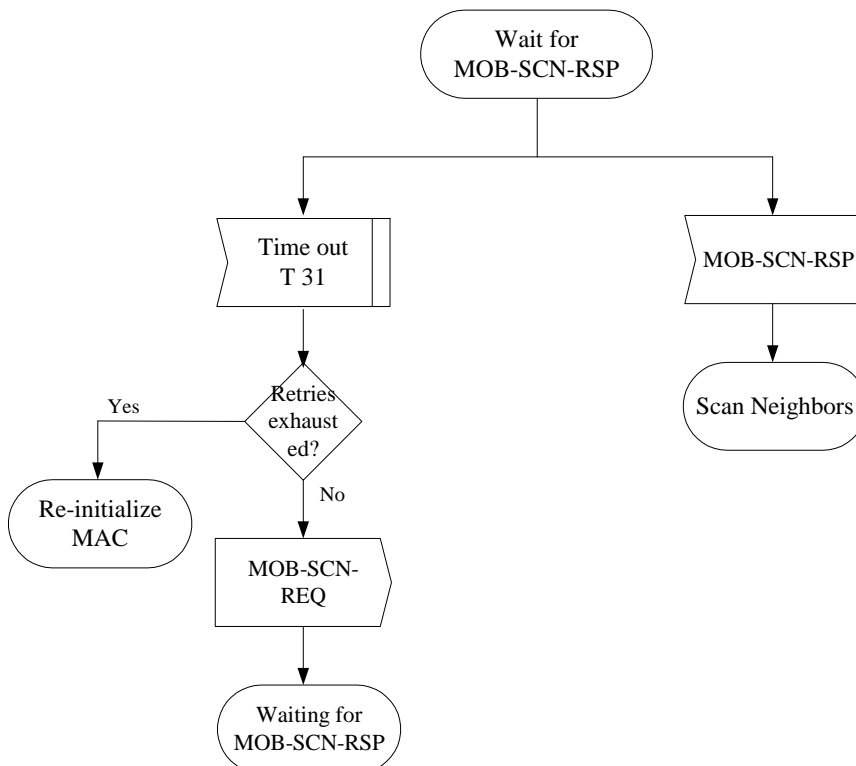 Wait for
MOB-SCN-RSP
Time out
T 31
MOB-SCN-RSP
Retries
exhaust
ed?
Yes
Scan Neighbors
No
Re-initialize
MAC
MOB-SCN-
REQ
Waiting for
MOB-SCN-RSP